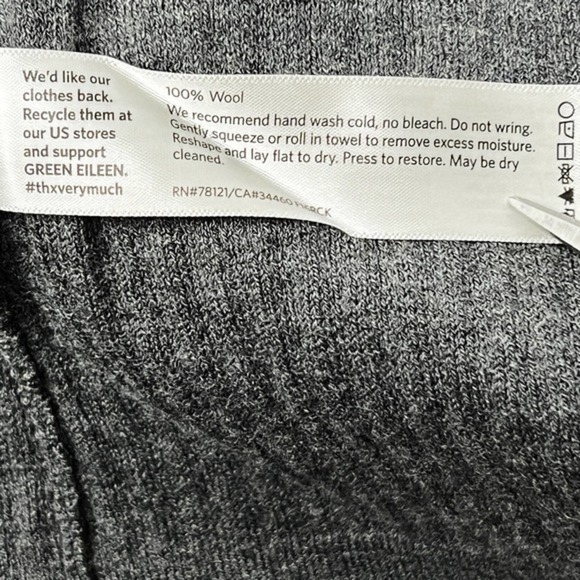 We'd like our
clothes back.
Recycle them at
our US stores
and support
GREEN EILEEN.
#thxverymuch
100% Wool
We recommend hand wash cold, no bleach. Do not wring.
Gently squeeze or roll in towel to remove excess moisture.
Reshape and lay flat to dry. Press to restore. May be dry
cleaned.
RN#78121/CA#34460